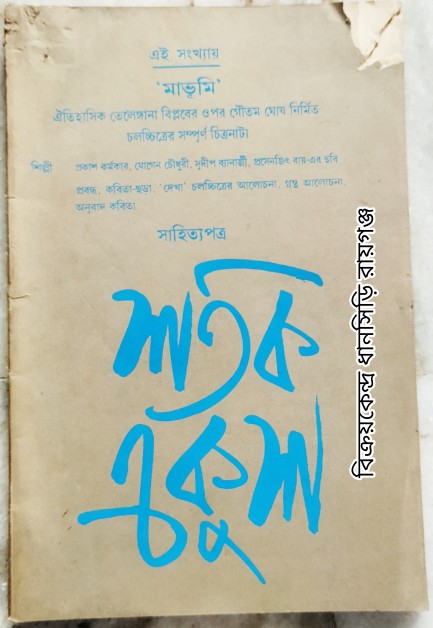 এই সংখ্যায়
'মাভূমি'
ঐতিহাসিক তেলেঙ্গানা বিপ্লবের ওপর গৌতম ঘোষ নির্মিত
চলচ্চিত্রের সম্পূর্ণ চিত্রনাট্য
শিল্পী প্রকাশ কর্মকার, যোগেন চৌধুরী, সুদীপ ব্যানার্জী, প্রসেনজিৎ রায়-এর ছবি
প্রবন্ধ, কবিতা-ছড়া, 'দেখা' চলচ্চিত্রের আলোচনা, গ্রন্থ আলোচনা,
অনুবাদ কবিতা
সাহিত্যপত্র
শতক
একুশ
বিক্রয়কেন্দ্র ধানসিড়ি রায়গঞ্জ